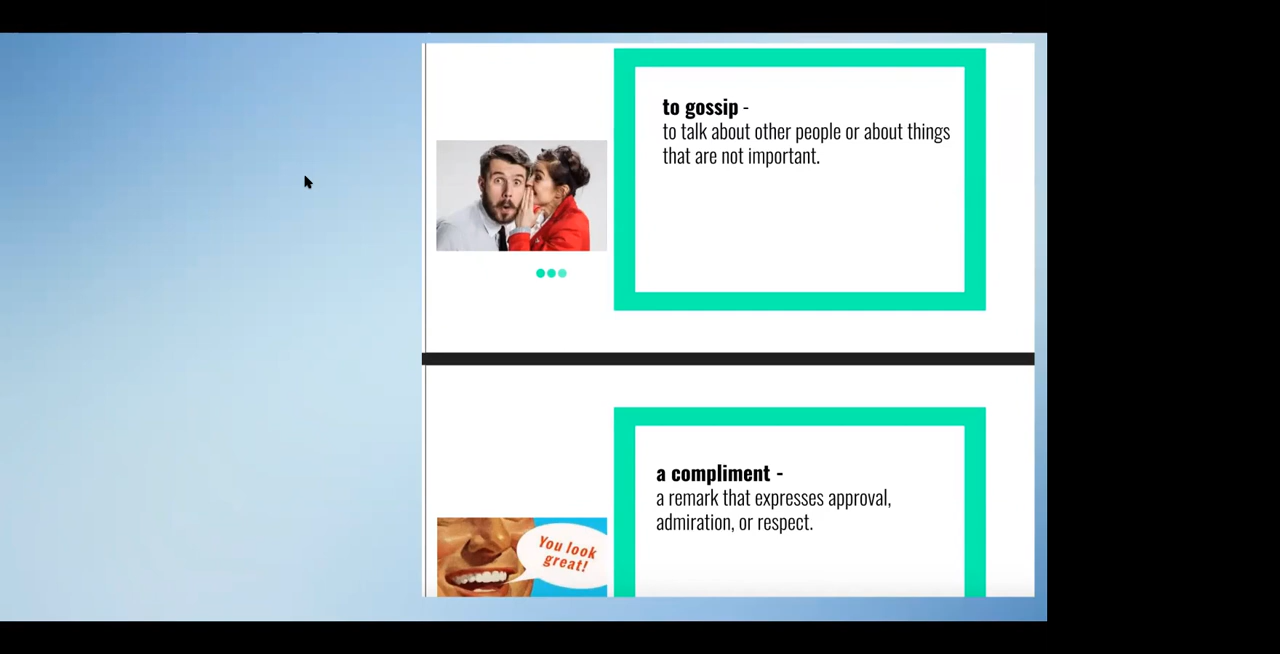 to gossip -
to talk about other people or about things
that are not important.
a compliment -
a remark that expresses approval,
admiration, or respect.
You look
great!